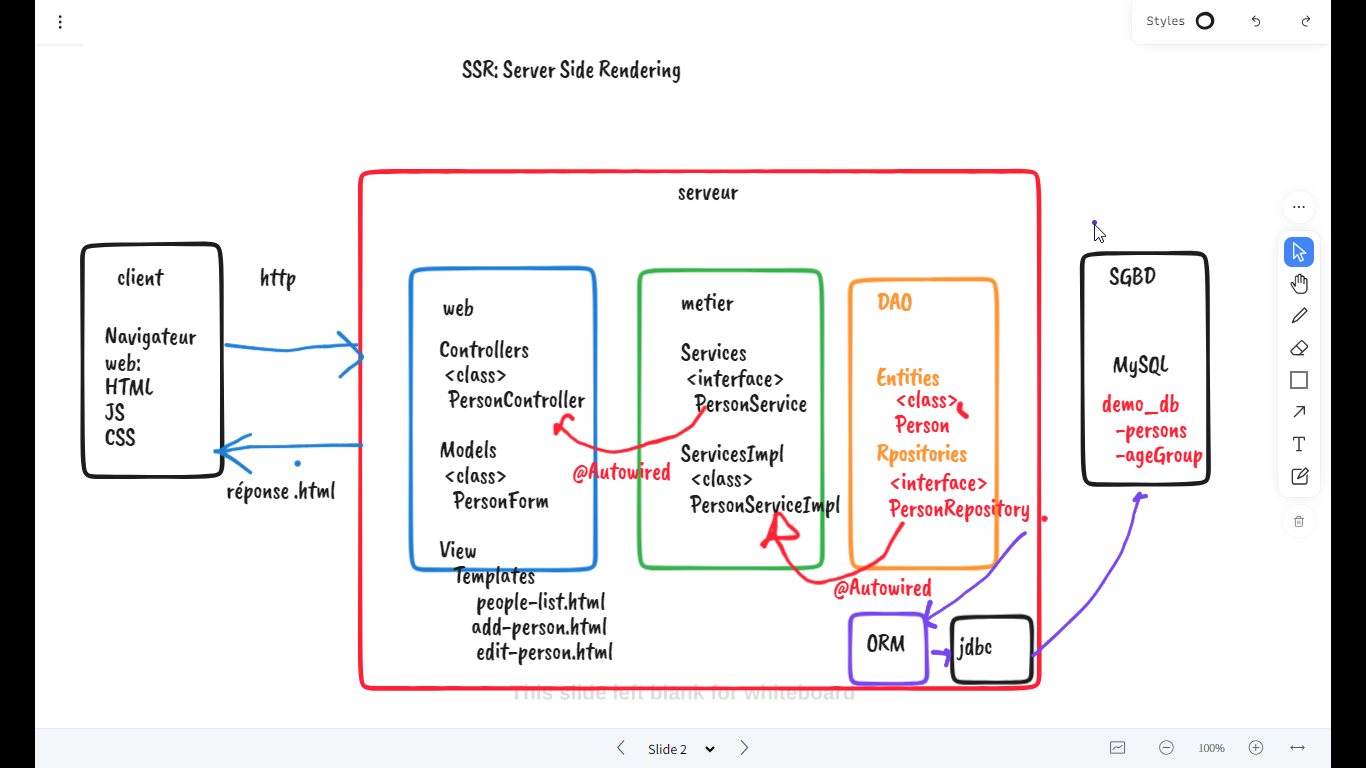 Styles
SSR: Server Side Rendering
serveur
client
http
Navigateur
web:
HTML
JS
CSS
réponse .html
web
Controllers
<class>
PersonController
Models
<class>
PersonForm
View
Templates
people-list.html
add-person.html
edit-person.html
@Autowired
metier
Services
<interface>
PersonService
ServicesImpl
<class>
PersonServiceImpl
@Autowired
DAO
Entities
<class>
Person
Rpositories
<interface>
PersonRepository
ORM
jdbc
SGBD
MySQL
demo_db
-persons
-ageGroup
This slide left blank for whiteboard
Slide 2
100%